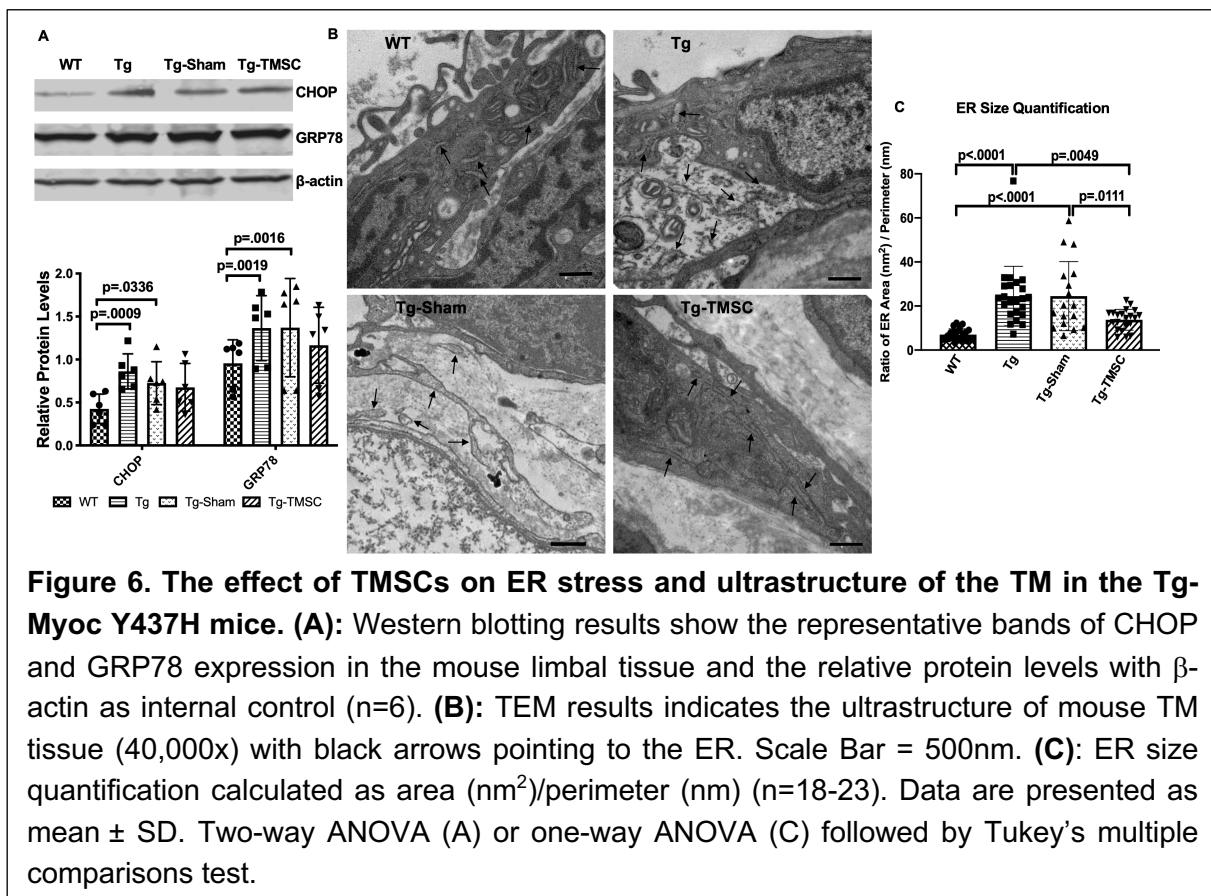 A
WT Tg Tg-Sham Tg-TMSC
CHOP
GRP78
β-actin
p=.0016
p=.0336
p=.0019
p=.0009
Relative Protein Levels
2.0
1.5
1.0
0.5
0.0
CHOP
GRP78
WT Tg Tg-Sham Tg-TMSC
B
WT
Tg
Tg-Sham
Tg-TMSC
C
ER Size Quantification
p<.0001 p=.0049
p<.0001 p=.0111
Ratio of ER Area (nm²) / Perimeter (nm)
80
60
40
20
0
WT
Tg
Tg-Sham
Tg-TMSC
Figure 6. The effect of TMSCs on ER stress and ultrastructure of the TM in the Tg-
Myoc Y437H mice. (A): Western blotting results show the representative bands of CHOP
and GRP78 expression in the mouse limbal tissue and the relative protein levels with β-
actin as internal control (n=6). (B): TEM results indicates the ultrastructure of mouse TM
tissue (40,000x) with black arrows pointing to the ER. Scale Bar = 500nm. (C): ER size
quantification calculated as area (nm²)/perimeter (nm) (n=18-23). Data are presented as
mean ± SD. Two-way ANOVA (A) or one-way ANOVA (C) followed by Tukey’s multiple
comparisons test.